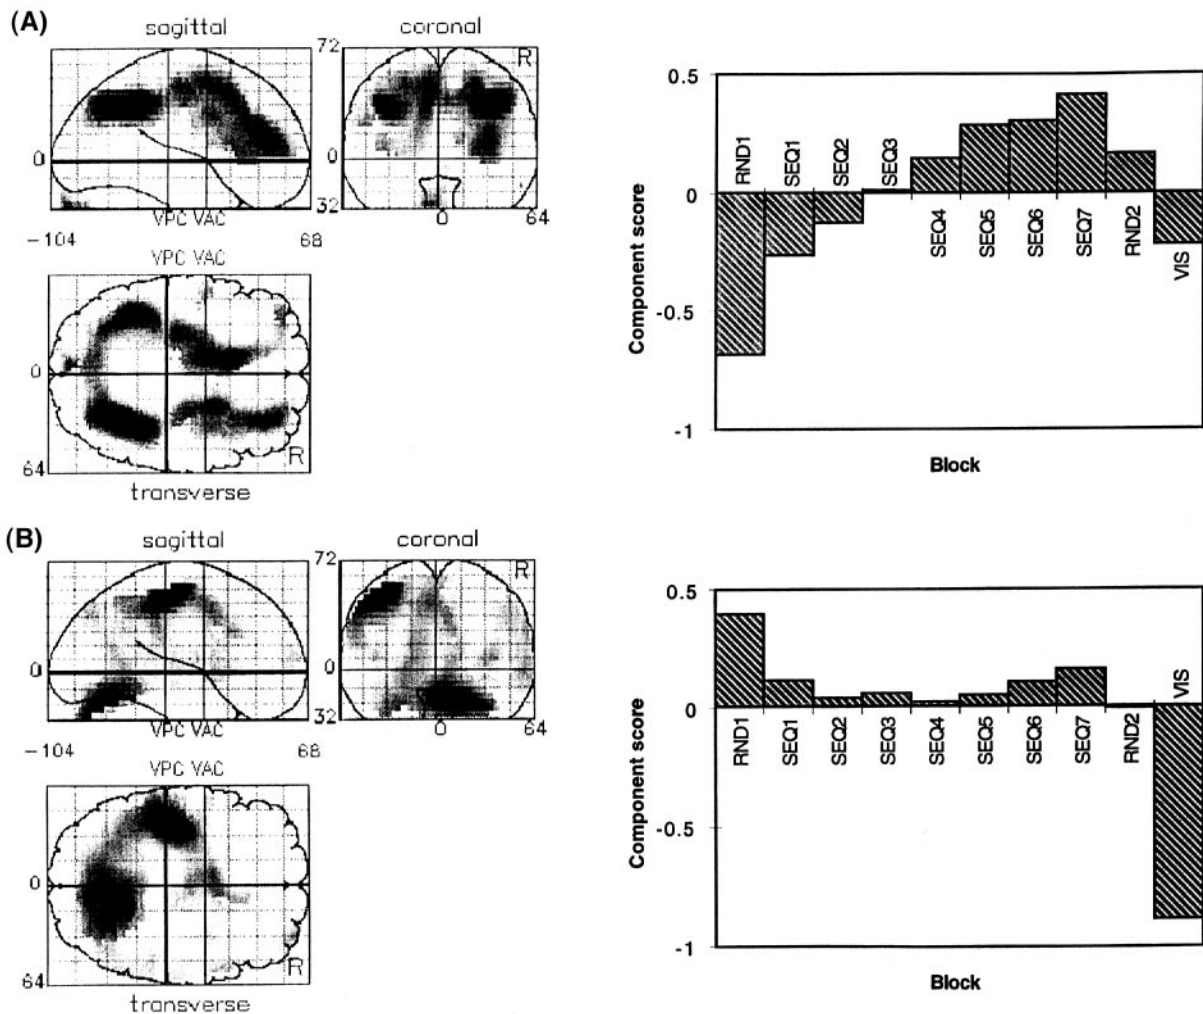 (A)
sagittal
coronal
72
R
0
0
32
VPC VAC
0
64
-104
68
VPC VAC
0
64
R
transverse
0.5
0
-0.5
-1
Component score
RND1
SEQ1
SEQ2
SEQ3
SEQ4
SEQ5
SEQ6
SEQ7
RND2
VIS
Block
(B)
sagittal
coronal
72
R
0
0
32
VPC VAC
0
64
-104
68
VPC VAC
0
64
R
transverse
0.5
0
-0.5
-1
Component score
RND1
SEQ1
SEQ2
SEQ3
SEQ4
SEQ5
SEQ6
SEQ7
RND2
VIS
Block